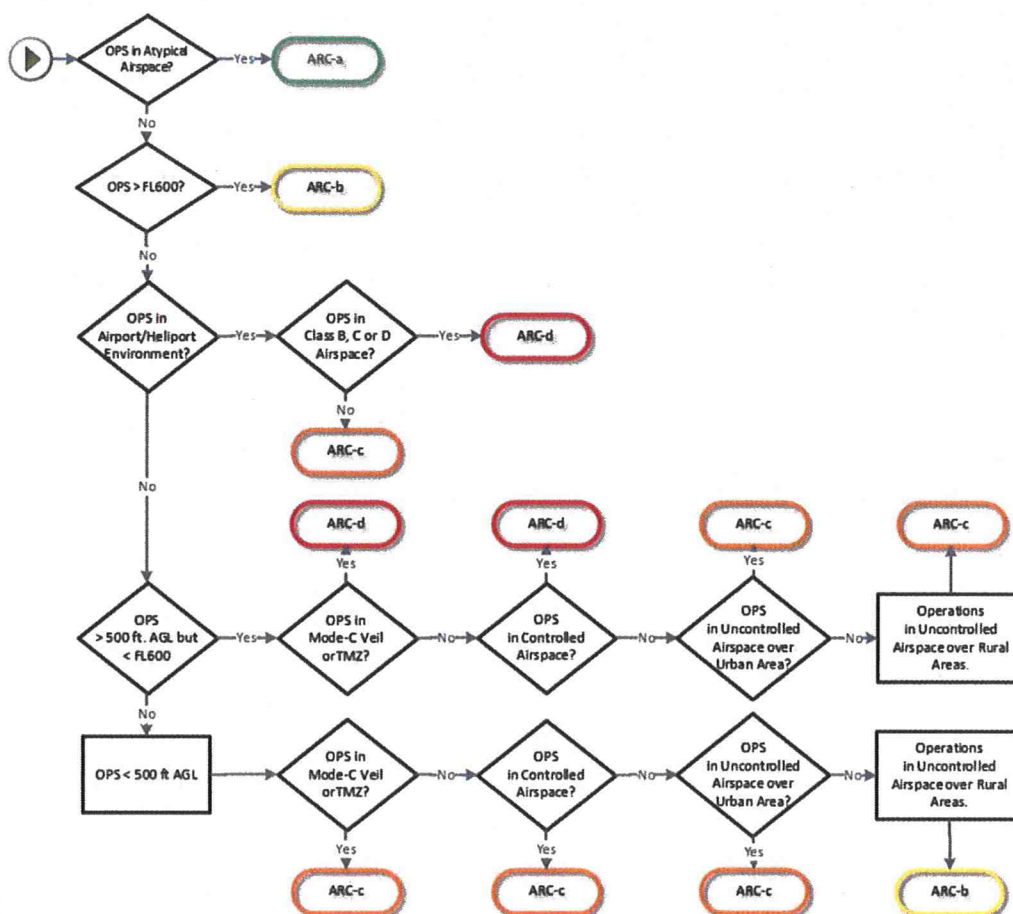 OPS in Atypical
Airspace?
Yes
ARC-a
No
OPS > FL600?
Yes
ARC-b
No
OPS in
Airport/Heliport
Environment?
Yes
OPS in
Class B, C or D
Airspace?
Yes
ARC-d
No
ARC-c
No
ARC-d
ARC-d
ARC-c
ARC-c
Yes
Yes
Yes
OPS
> 500 ft. AGL but
< FL600
Yes
OPS in
Mode-C Veil
or TMZ?
No
OPS
in Controlled
Airspace?
No
OPS
in Uncontrolled
Airspace over
Urban Area?
No
Operations
in Uncontrolled
Airspace over Rural
Areas.
No
OPS < 500 ft AGL
OPS in
Mode-C Veil
or TMZ?
No
OPS
in Controlled
Airspace?
No
OPS
in Uncontrolled
Airspace over
Urban Area?
No
Operations
in Uncontrolled
Airspace over Rural
Areas.
Yes
Yes
Yes
ARC-c
ARC-c
ARC-c
ARC-b